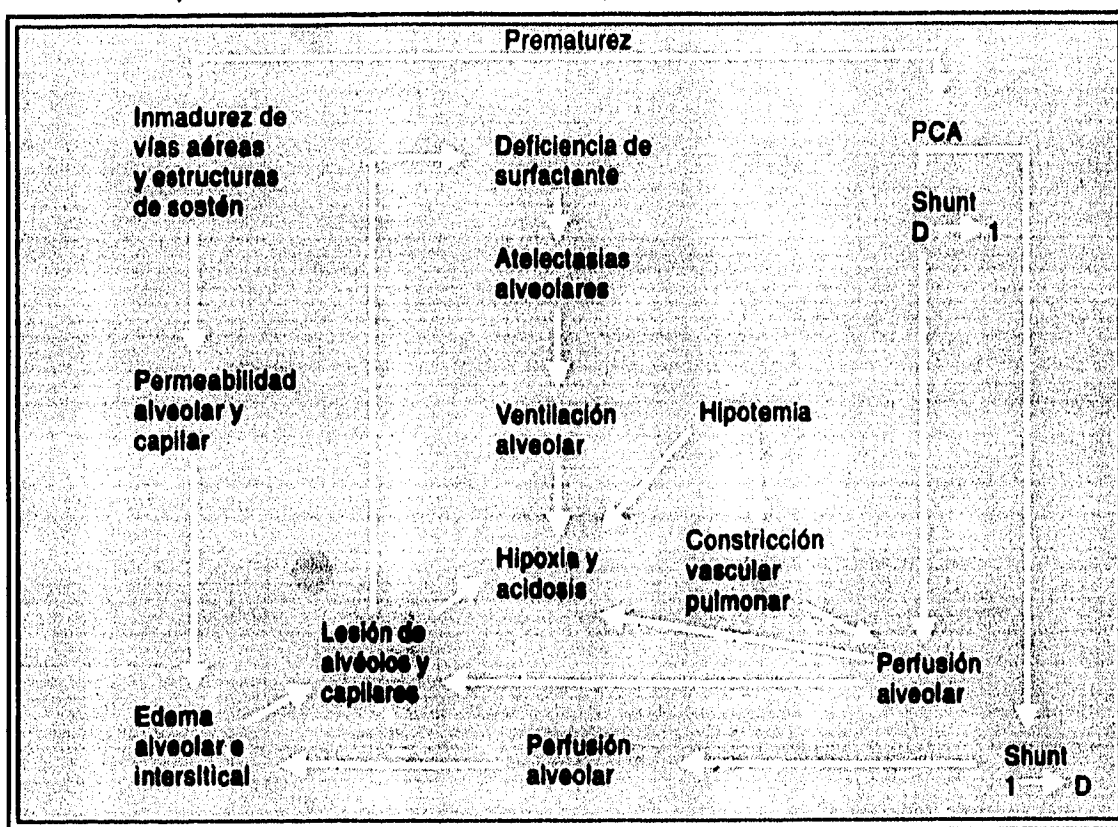 Prematurez
Inmadurez de
vías aéreas
y estructuras
de sostén
Deficiencia de
surfactante
PCA
Shunt
D 1
Atelectasias
alveolares
Permeabilidad
alveolar y
capilar
Ventilación
alveolar
Hipotemia
Hipoxia y
acidosis
Constricción
vascular
pulmonar
Lesión de
alvéolos y
capilares
Perfusión
alveolar
Edema
alveolar e
intersitical
Perfusión
alveolar
Shunt
1 D